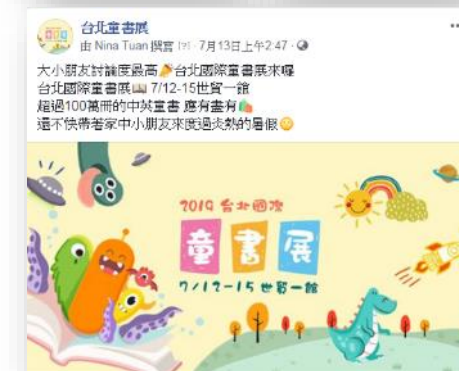 台北童書展
由 Nina Tuan 撰寫 [?] · 7月13日上午2:47 ·
大小朋友討論度最高🎉台北國際童書展來囉
台北國際童書展📖 7/12-15世貿一館
超過100萬冊的中英童書 應有盡有🛍
還不快帶著家中小朋友來度過炎熱的暑假🌞
2019 台北國際
童書展
7/12-15 世貿一館